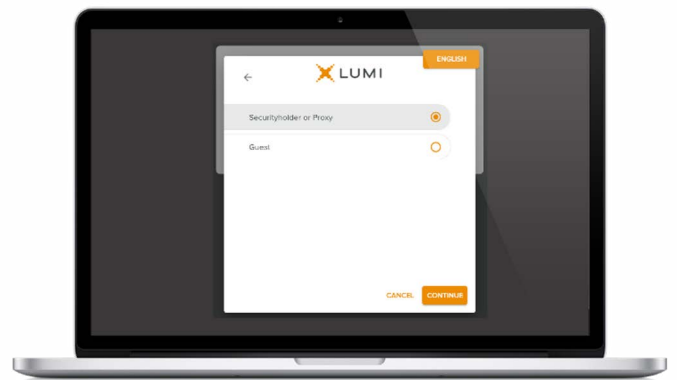 ENGLISH
LUMI
Securityholder or Proxy
Guest
CANCEL
CONTINUE